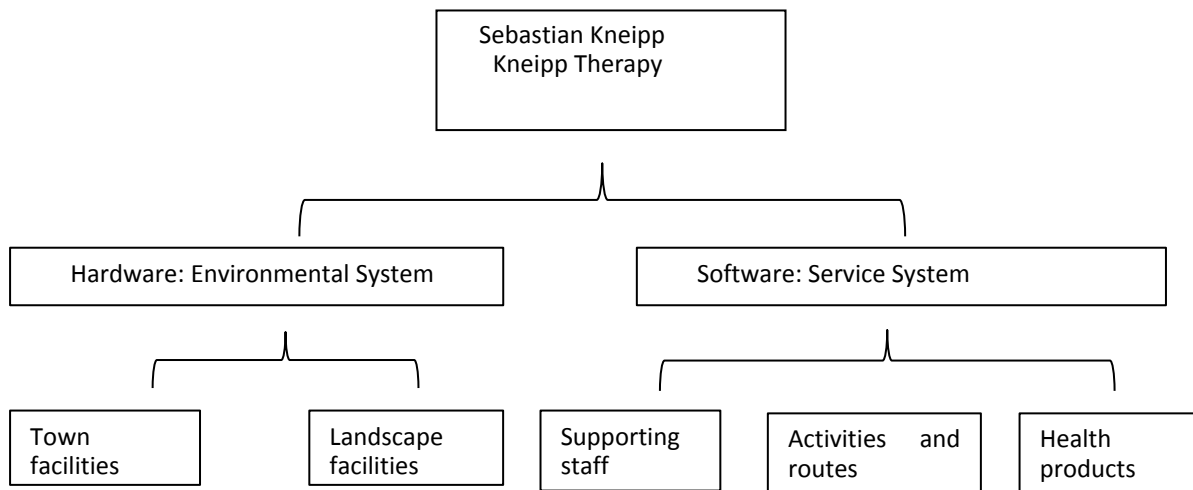 Sebastian Kneipp
Kneipp Therapy
Hardware: Environmental System
Software: Service System
Town
facilities
Landscape
facilities
Supporting
staff
Activities and
routes
Health
products